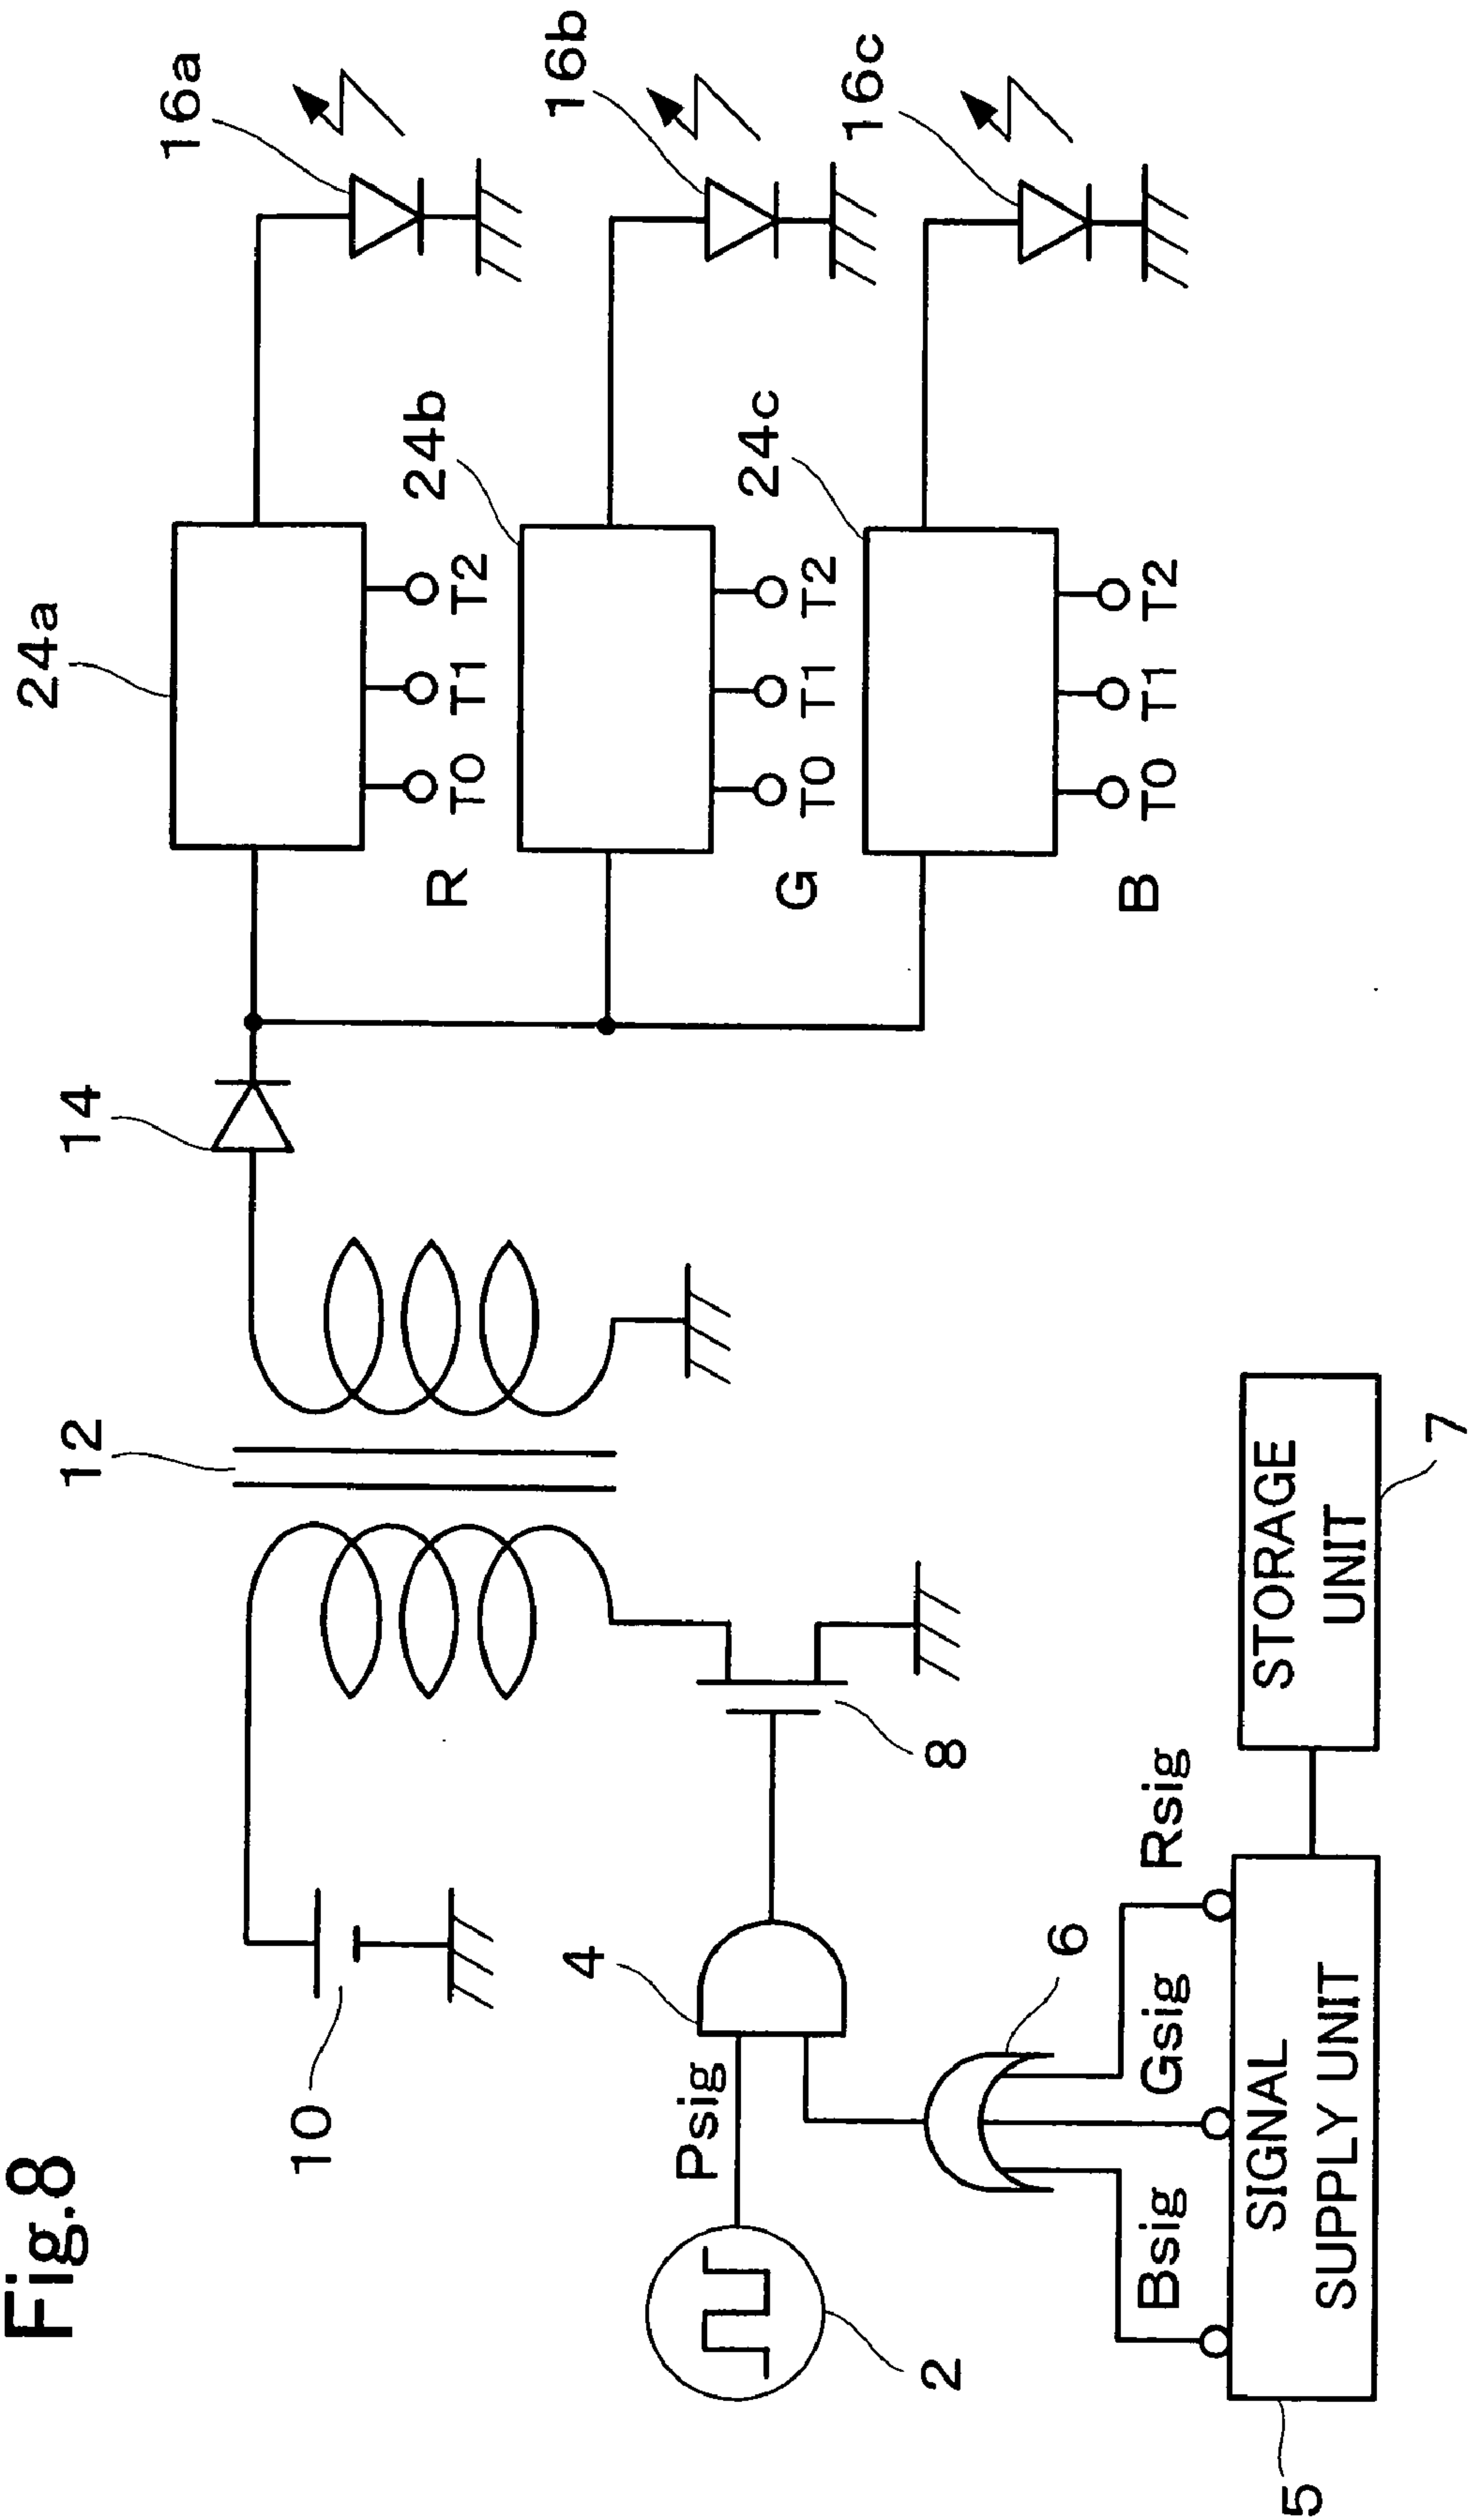 Fig.8
10
12
14
24a
16a
R
T0 T1 T2
24b
16b
G
T0 T1 T2
24c
16c
B
T0 T1 T2
Psig
4
2
8
6
Bsig
Gsig
Rsig
5
SIGNAL
SUPPLY UNIT
STORAGE
UNIT
7